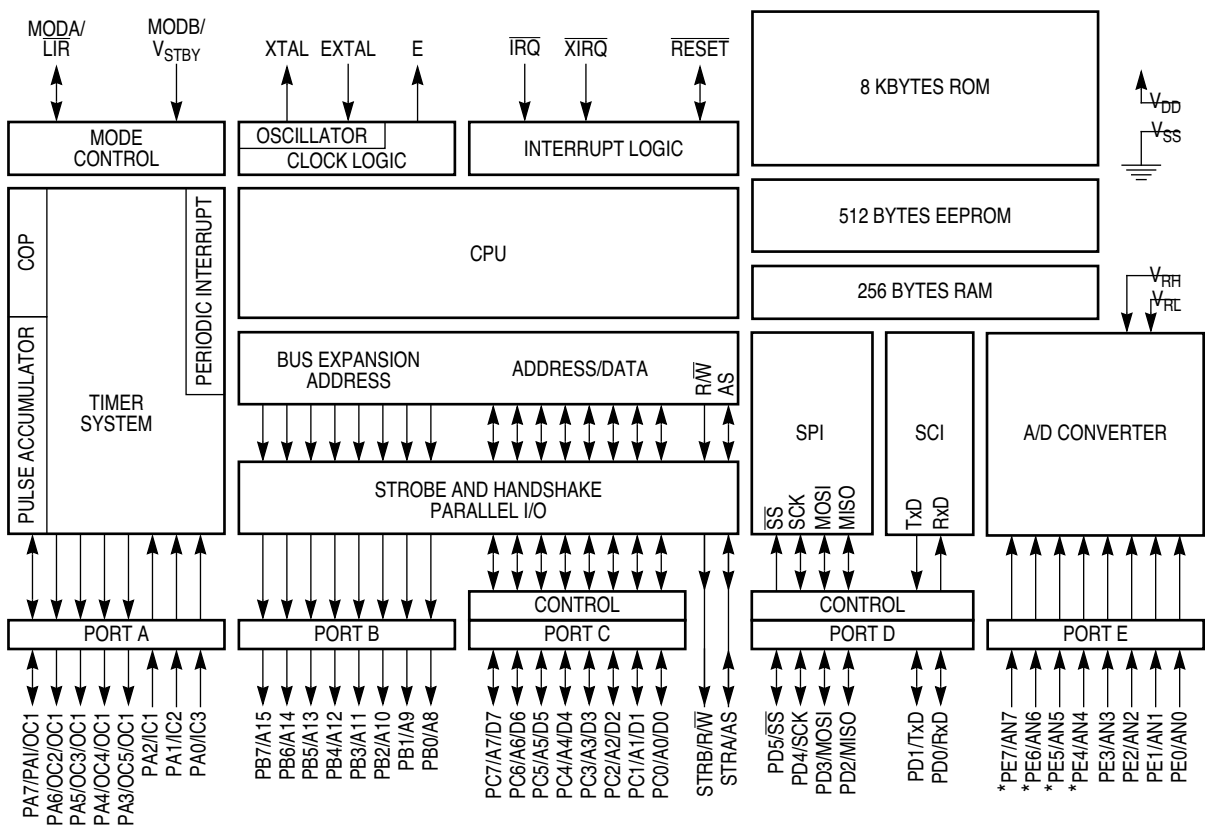 MODA/
L̅I̅R̅
MODB/
VSTBY
XTAL
EXTAL
E
I̅R̅Q̅
X̅I̅R̅Q̅
R̅E̅S̅E̅T̅
8 KBYTES ROM
VDD
VSS
MODE
CONTROL
OSCILLATOR
CLOCK LOGIC
INTERRUPT LOGIC
COP
PERIODIC INTERRUPT
PULSE ACCUMULATOR
TIMER
SYSTEM
CPU
512 BYTES EEPROM
256 BYTES RAM
VRH
VRL
BUS EXPANSION
ADDRESS
ADDRESS/DATA
R/W̅
AS
STROBE AND HANDSHAKE
PARALLEL I/O
SPI
S̅S̅
SCK
MOSI
MISO
SCI
TxD
RxD
A/D CONVERTER
CONTROL
CONTROL
PORT A
PORT B
PORT C
PORT D
PORT E
PA7/PAI/OC1
PA6/OC2/OC1
PA5/OC3/OC1
PA4/OC4/OC1
PA3/OC5/OC1
PA2/IC1
PA1/IC2
PA0/IC3
PB7/A15
PB6/A14
PB5/A13
PB4/A12
PB3/A11
PB2/A10
PB1/A9
PB0/A8
PC7/A7/D7
PC6/A6/D6
PC5/A5/D5
PC4/A4/D4
PC3/A3/D3
PC2/A2/D2
PC1/A1/D1
PC0/A0/D0
STRB/R/W̅
STRA/AS
PD5/S̅S̅
PD4/SCK
PD3/MOSI
PD2/MISO
PD1/TxD
PD0/RxD
*PE7/AN7
*PE6/AN6
*PE5/AN5
*PE4/AN4
PE3/AN3
PE2/AN2
PE1/AN1
PE0/AN0